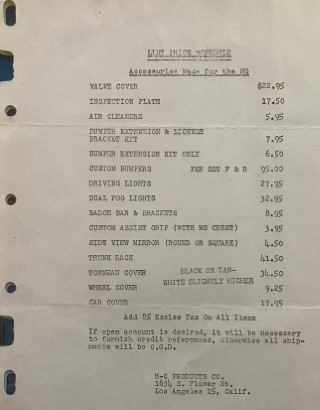 LIST PRICE SCHEDULE
Accessories Made for the MG
VALVE COVER $22.95
INSPECTION PLATE 17.50
AIR CLEANERS 5.95
BUMPER EXTENSION & LICENSE
BRACKET KIT 7.95
BUMPER EXTENSION KIT ONLY 6.50
CUSTOM BUMPERS PER SET F & R 95.00
DRIVING LIGHTS 27.95
DUAL FOG LIGHTS 32.95
BADGE BAR & BRACKETS 8.95
CUSTOM ASSIST GRIP (WITH MG CREST) 3.95
SIDE VIEW MIRROR (ROUND OR SQUARE) 4.50
TRUNK RACK 41.50
TONNEAU COVER BLACK OR TAN- 34.50
WHITE SLIGHTLY HIGHER
WHEEL COVER 9.25
CAR COVER 17.95
Add 8% Excise Tax On All Items
If open account is desired, it will be necessary
to furnish credit references, otherwise all ship-
ments will be C.O.D.
H-C PRODUCTS CO.
1634 S. Flower St.
Los Angeles 15, Calif.